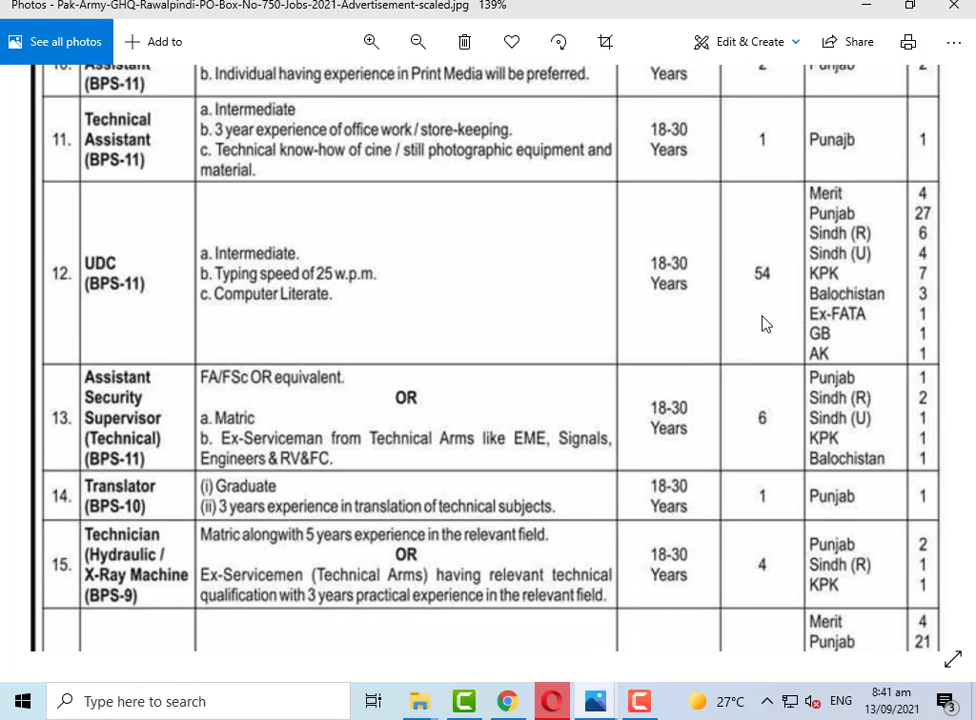 Photos - Pak-Army-GHQ-Rawalpindi-PO-Box-No-750-Jobs-2021-Advertisement-scaled.jpg 139%
See all photos
Add to
Edit & Create
Share
10. Assistant (BPS-11)
b. Individual having experience in Print Media will be preferred.
Years
2
Punjab 2
11.
Technical
Assistant
(BPS-11)
a. Intermediate
b. 3 year experience of office work / store-keeping.
c. Technical know-how of cine / still photographic equipment and
material.
18-30
Years
1
Punajb 1
12.
UDC
(BPS-11)
a. Intermediate.
b. Typing speed of 25 w.p.m.
c. Computer Literate.
18-30
Years
54
Merit 4
Punjab 27
Sindh (R) 6
Sindh (U) 4
KPK 7
Balochistan 3
Ex-FATA 1
GB 1
AK 1
13.
Assistant
Security
Supervisor
(Technical)
(BPS-11)
FA/FSc OR equivalent.
OR
a. Matric
b. Ex-Serviceman from Technical Arms like EME, Signals,
Engineers & RV&FC.
18-30
Years
6
Punjab 1
Sindh (R) 2
Sindh (U) 1
KPK 1
Balochistan 1
14.
Translator
(BPS-10)
(i) Graduate
(ii) 3 years experience in translation of technical subjects.
18-30
Years
1
Punjab 1
15.
Technician
(Hydraulic /
X-Ray Machine
(BPS-9)
Matric alongwith 5 years experience in the relevant field.
OR
Ex-Servicemen (Technical Arms) having relevant technical
qualification with 3 years practical experience in the relevant field.
18-30
Years
4
Punjab 2
Sindh (R) 1
KPK 1
Merit 4
Punjab 21
Type here to search
27°C
ENG
8:41 am
13/09/2021
3